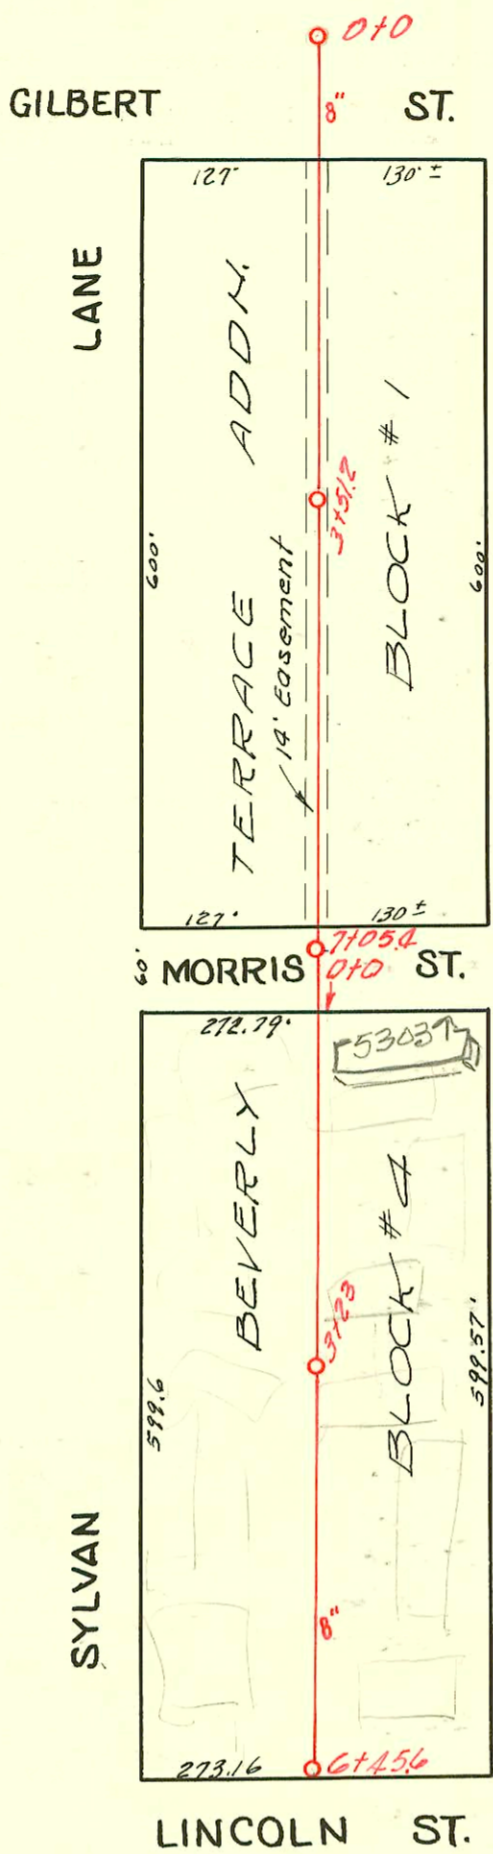 0+0
8"
GILBERT ST.
127' 130' ±
LANE
TERRACE ADDN.
3+51.2
BLOCK #1
600'
600'
14' Easement
127' 130 ±
7+05.4
60' MORRIS ST.
0+0
272.79'
5303
BEVERLY
BLOCK #4
3+23
599.6
599.57'
SYLVAN
8"
273.16 6+45.6
LINCOLN ST.